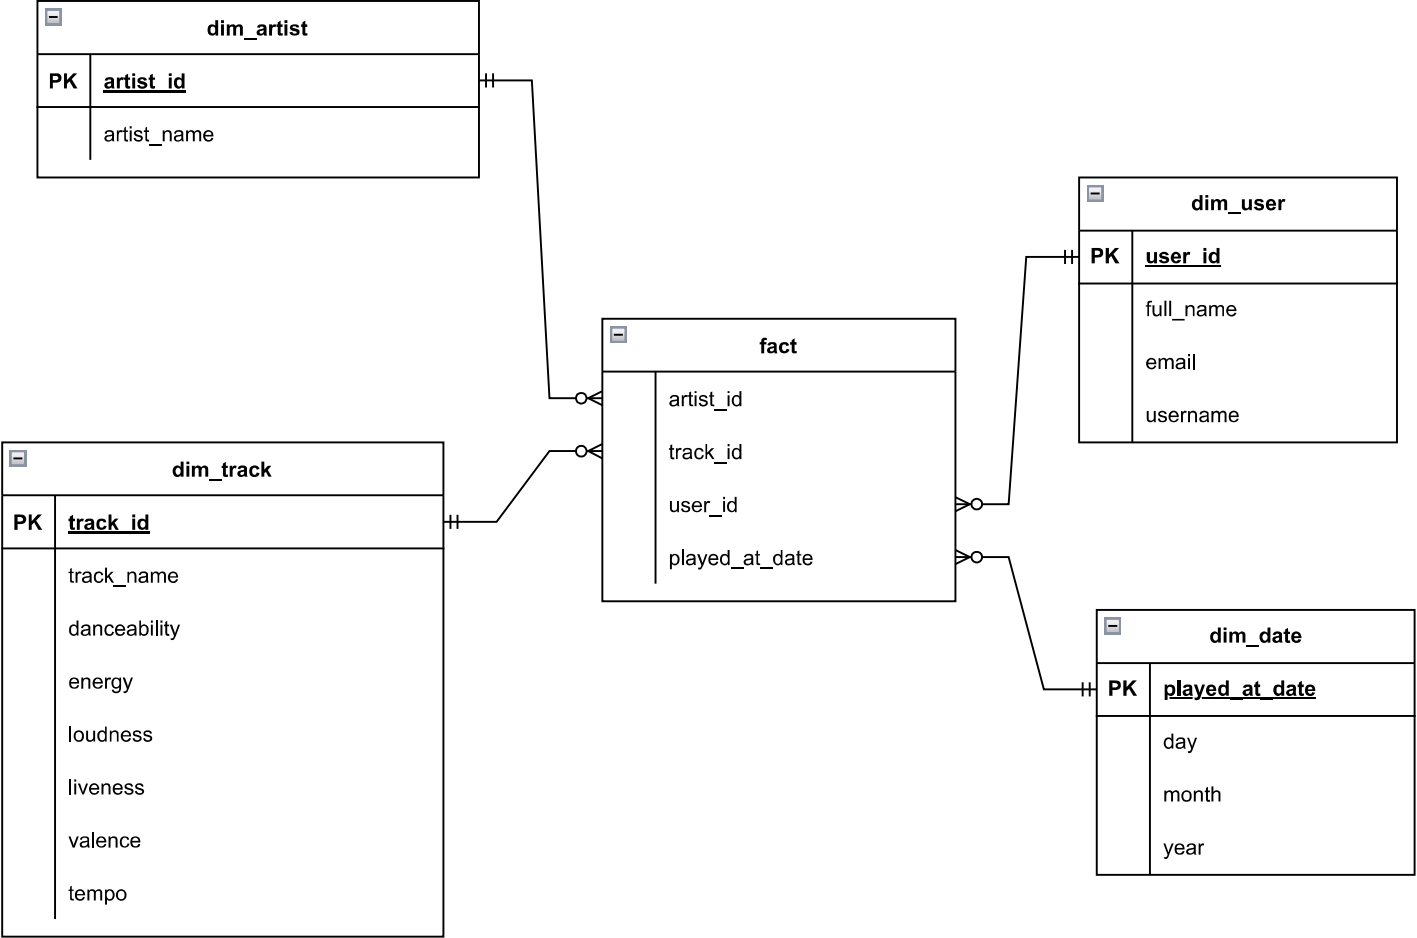 dim_artist
PK artist_id
artist_name
dim_user
PK user_id
full_name
email
username
fact
artist_id
track_id
user_id
played_at_date
dim_track
PK track_id
track_name
danceability
energy
loudness
liveness
valence
tempo
dim_date
PK played_at_date
day
month
year